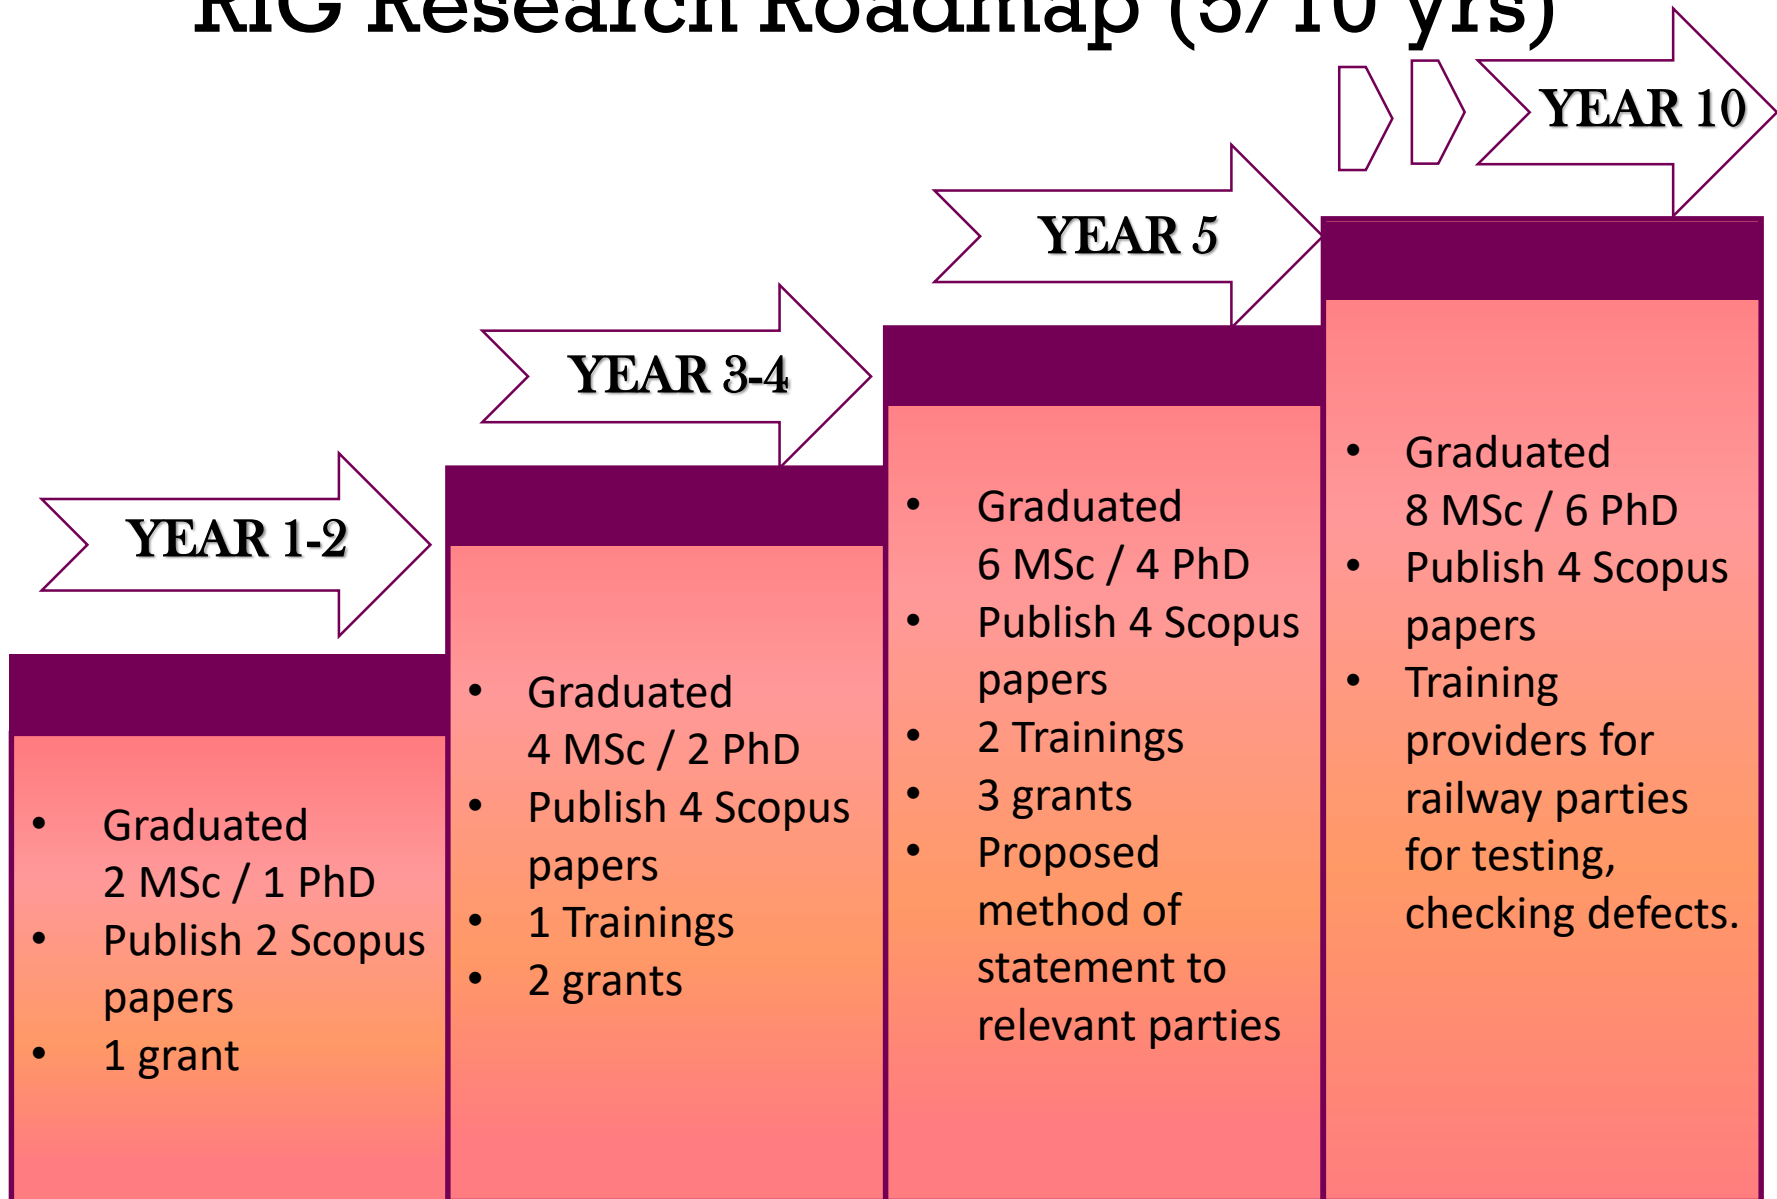 RIG Research Roadmap (5/10 yrs)
YEAR 1-2
• Graduated
2 MSc / 1 PhD
• Publish 2 Scopus
papers
• 1 grant
YEAR 3-4
• Graduated
4 MSc / 2 PhD
• Publish 4 Scopus
papers
• 1 Trainings
• 2 grants
YEAR 5
• Graduated
6 MSc / 4 PhD
• Publish 4 Scopus
papers
• 2 Trainings
• 3 grants
• Proposed
method of
statement to
relevant parties
YEAR 10
• Graduated
8 MSc / 6 PhD
• Publish 4 Scopus
papers
• Training
providers for
railway parties
for testing,
checking defects.